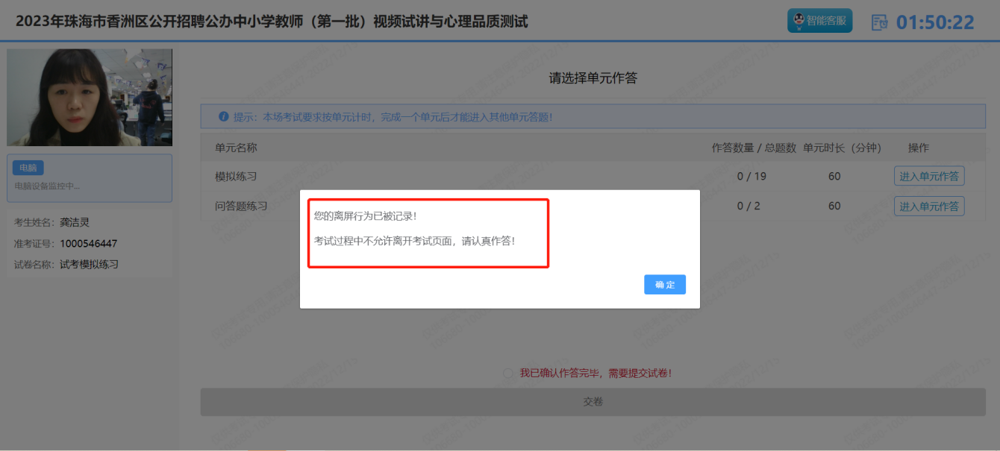 2023年珠海市香洲区公开招聘公办中小学教师（第一批）视频试讲与心理品质测试
智能客服
01:50:22
请选择单元作答
提示：本场考试要求按单元计时，完成一个单元后才能进入其他单元答题！
单元名称 作答数量 / 总题数 单元时长（分钟） 操作
模拟练习 0 / 19 60 进入单元作答
问答题练习 0 / 2 60 进入单元作答
电脑
电脑设备监控中...
考生姓名：龚洁灵
准考证号：1000546447
试卷名称：试考模拟练习
您的离屏行为已被记录！
考试过程中不允许离开考试页面，请认真作答！
确 定
我已确认作答完毕，需要提交试卷！
交卷